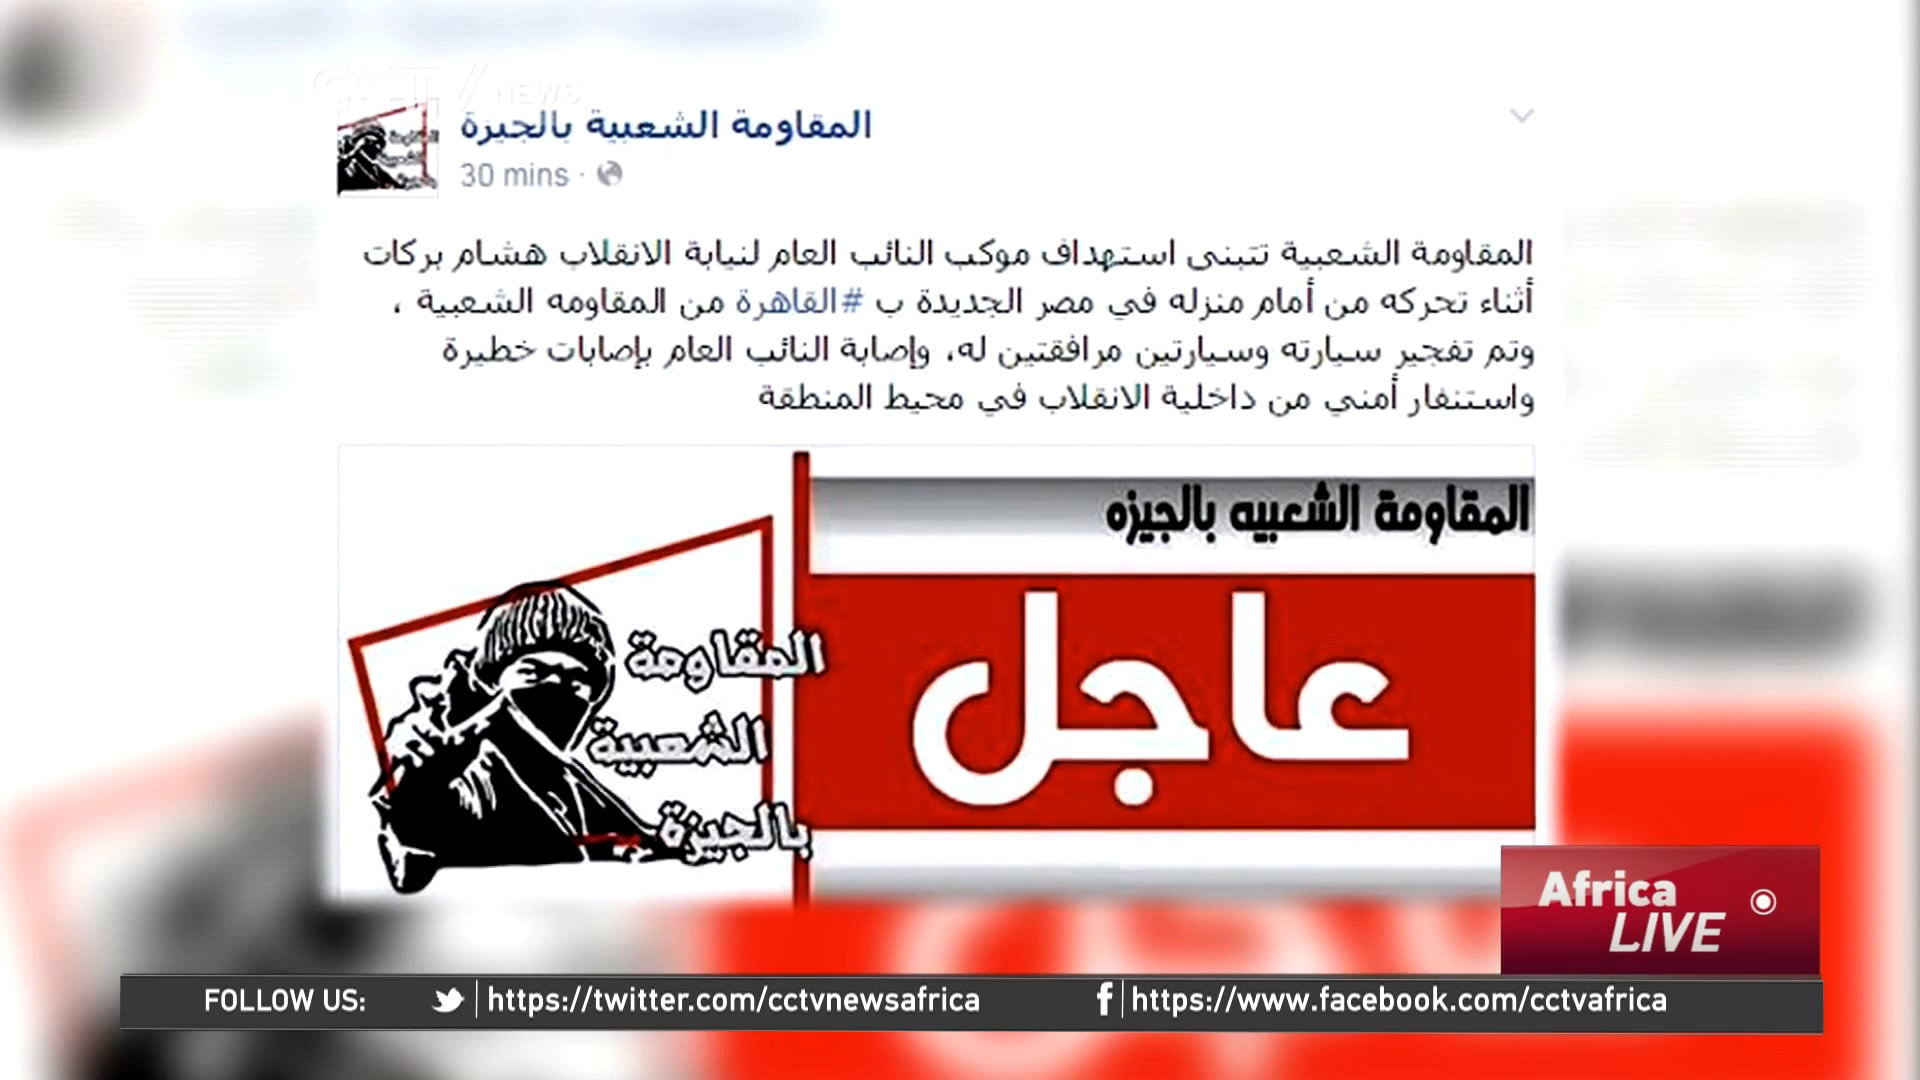 CCTV NEWS
المقاومة الشعبية بالجيزة
30 mins ·
المقاومة الشعبية تتبنى استهداف موكب النائب العام لنيابة الانقلاب هشام بركات
أثناء تحركه من أمام منزله في مصر الجديدة ب #القاهرة من المقاومه الشعبية ،
وتم تفجير سيارته وسيارتين مرافقتين له، وإصابة النائب العام بإصابات خطيرة
واستنفار أمني من داخلية الانقلاب في محيط المنطقة
المقاومة الشعبيه بالجيزه
عاجل
المقاومة
الشعبية
بالجيزة
Africa
LIVE
FOLLOW US: https://twitter.com/cctvnewsafrica https://www.facebook.com/cctvafrica